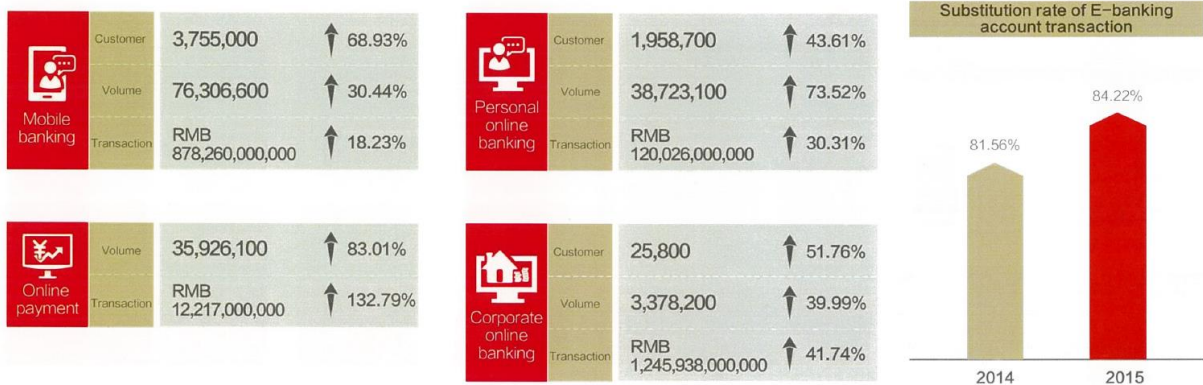 Mobile
banking
Customer
3,755,000
68.93%
Volume
76,306,600
30.44%
Transaction
RMB
878,260,000,000
18.23%
Personal
online
banking
Customer
1,958,700
43.61%
Volume
38,723,100
73.52%
Transaction
RMB
120,026,000,000
30.31%
Online
payment
Volume
35,926,100
83.01%
Transaction
RMB
12,217,000,000
132.79%
Corporate
online
banking
Customer
25,800
51.76%
Volume
3,378,200
39.99%
Transaction
RMB
1,245,938,000,000
41.74%
Substitution rate of E-banking
account transaction
81.56%
84.22%
2014
2015